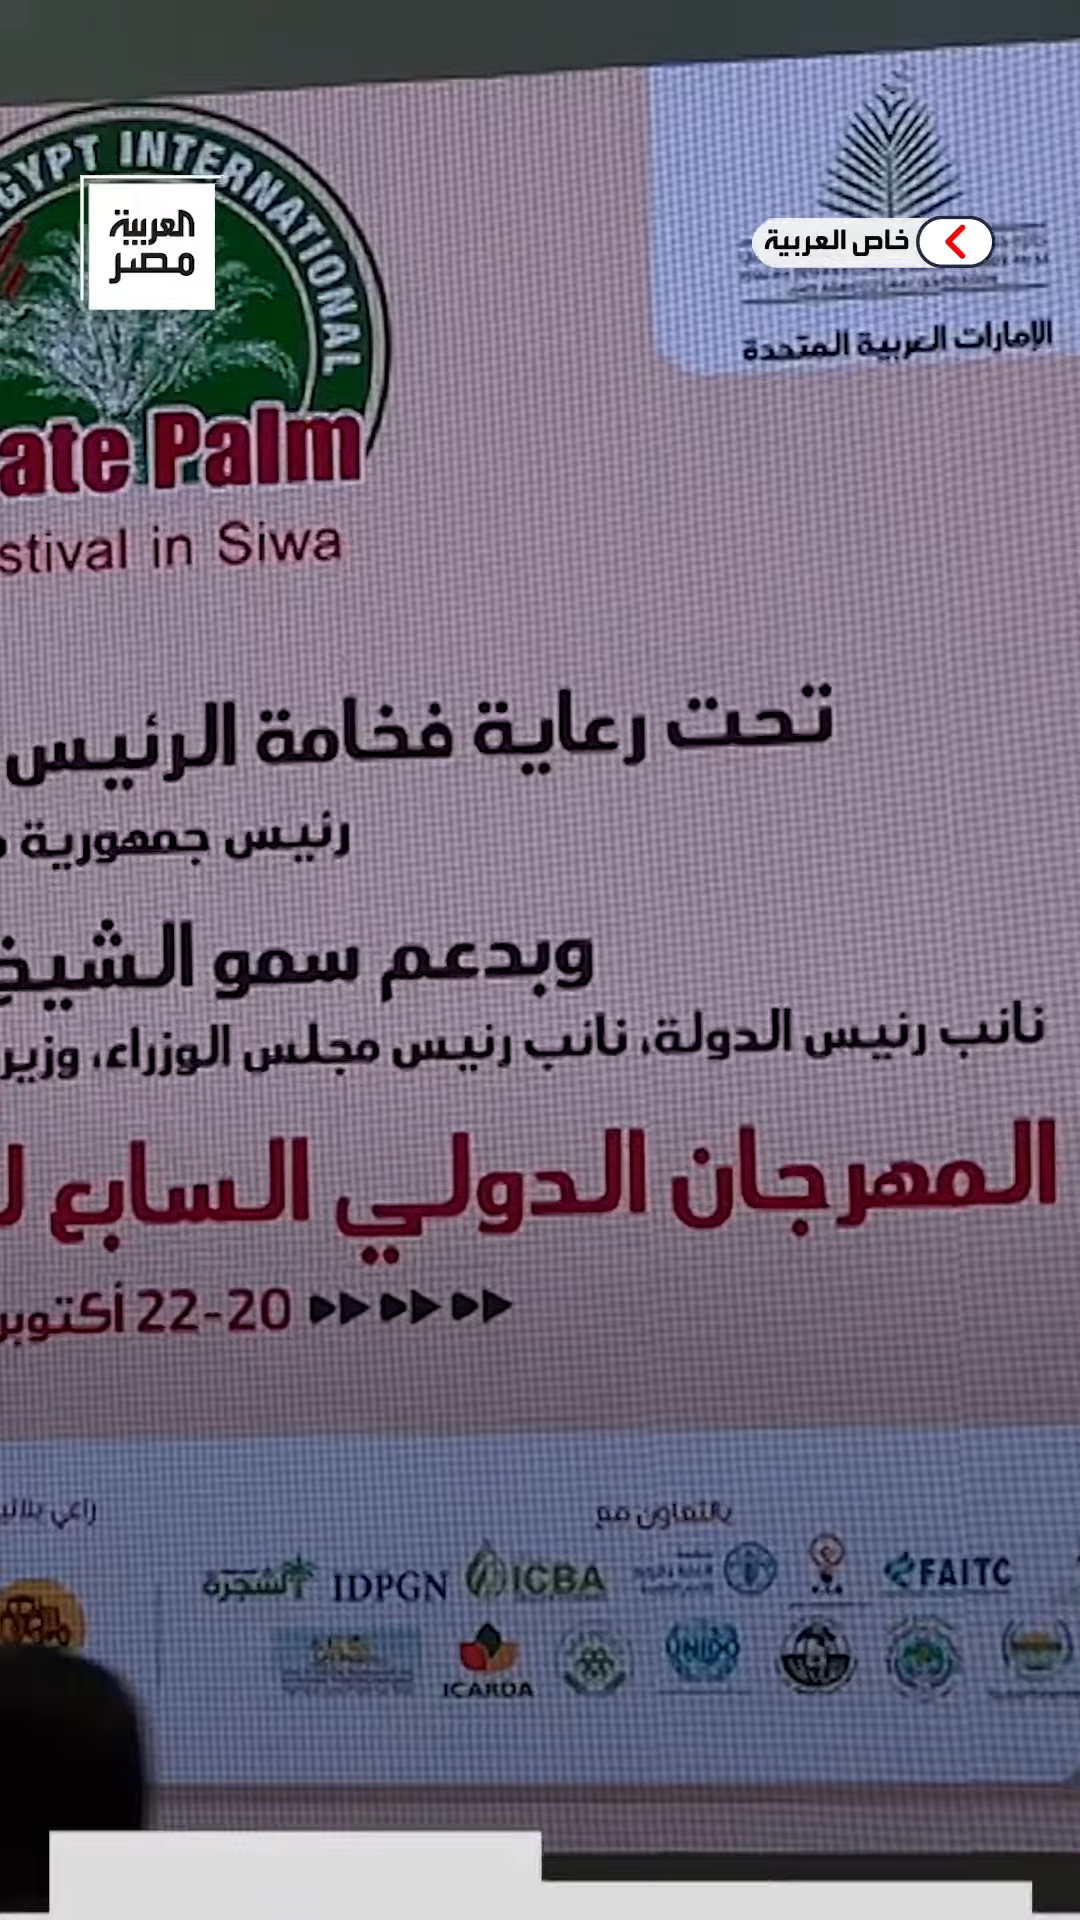 EGYPT INTERNATIONAL
العربية
مصر
خاص العربية
الإمارات العربية المتحدة
ate Palm
stival in Siwa
تحت رعاية فخامة الرئيس
رئيس جمهورية
وبدعم سمو الشيخ
نائب رئيس الدولة، نائب رئيس مجلس الوزراء، وزير
المهرجان الدولي السابع ل
20-22 أكتوبر
بالتعاون مع
راعي
FAITC
ICBA
IDPGN
الشجرة
UNIDO
ICARDA